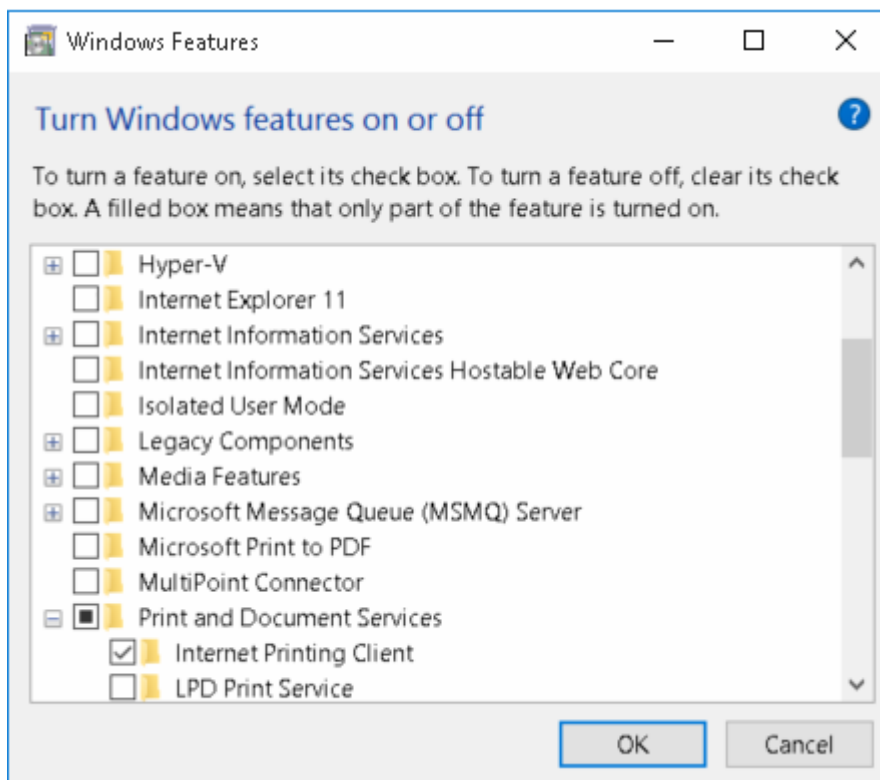 Windows Features
Turn Windows features on or off
?
To turn a feature on, select its check box. To turn a feature off, clear its check
box. A filled box means that only part of the feature is turned on.
Hyper-V
Internet Explorer 11
Internet Information Services
Internet Information Services Hostable Web Core
Isolated User Mode
Legacy Components
Media Features
Microsoft Message Queue (MSMQ) Server
Microsoft Print to PDF
MultiPoint Connector
Print and Document Services
Internet Printing Client
LPD Print Service
OK Cancel